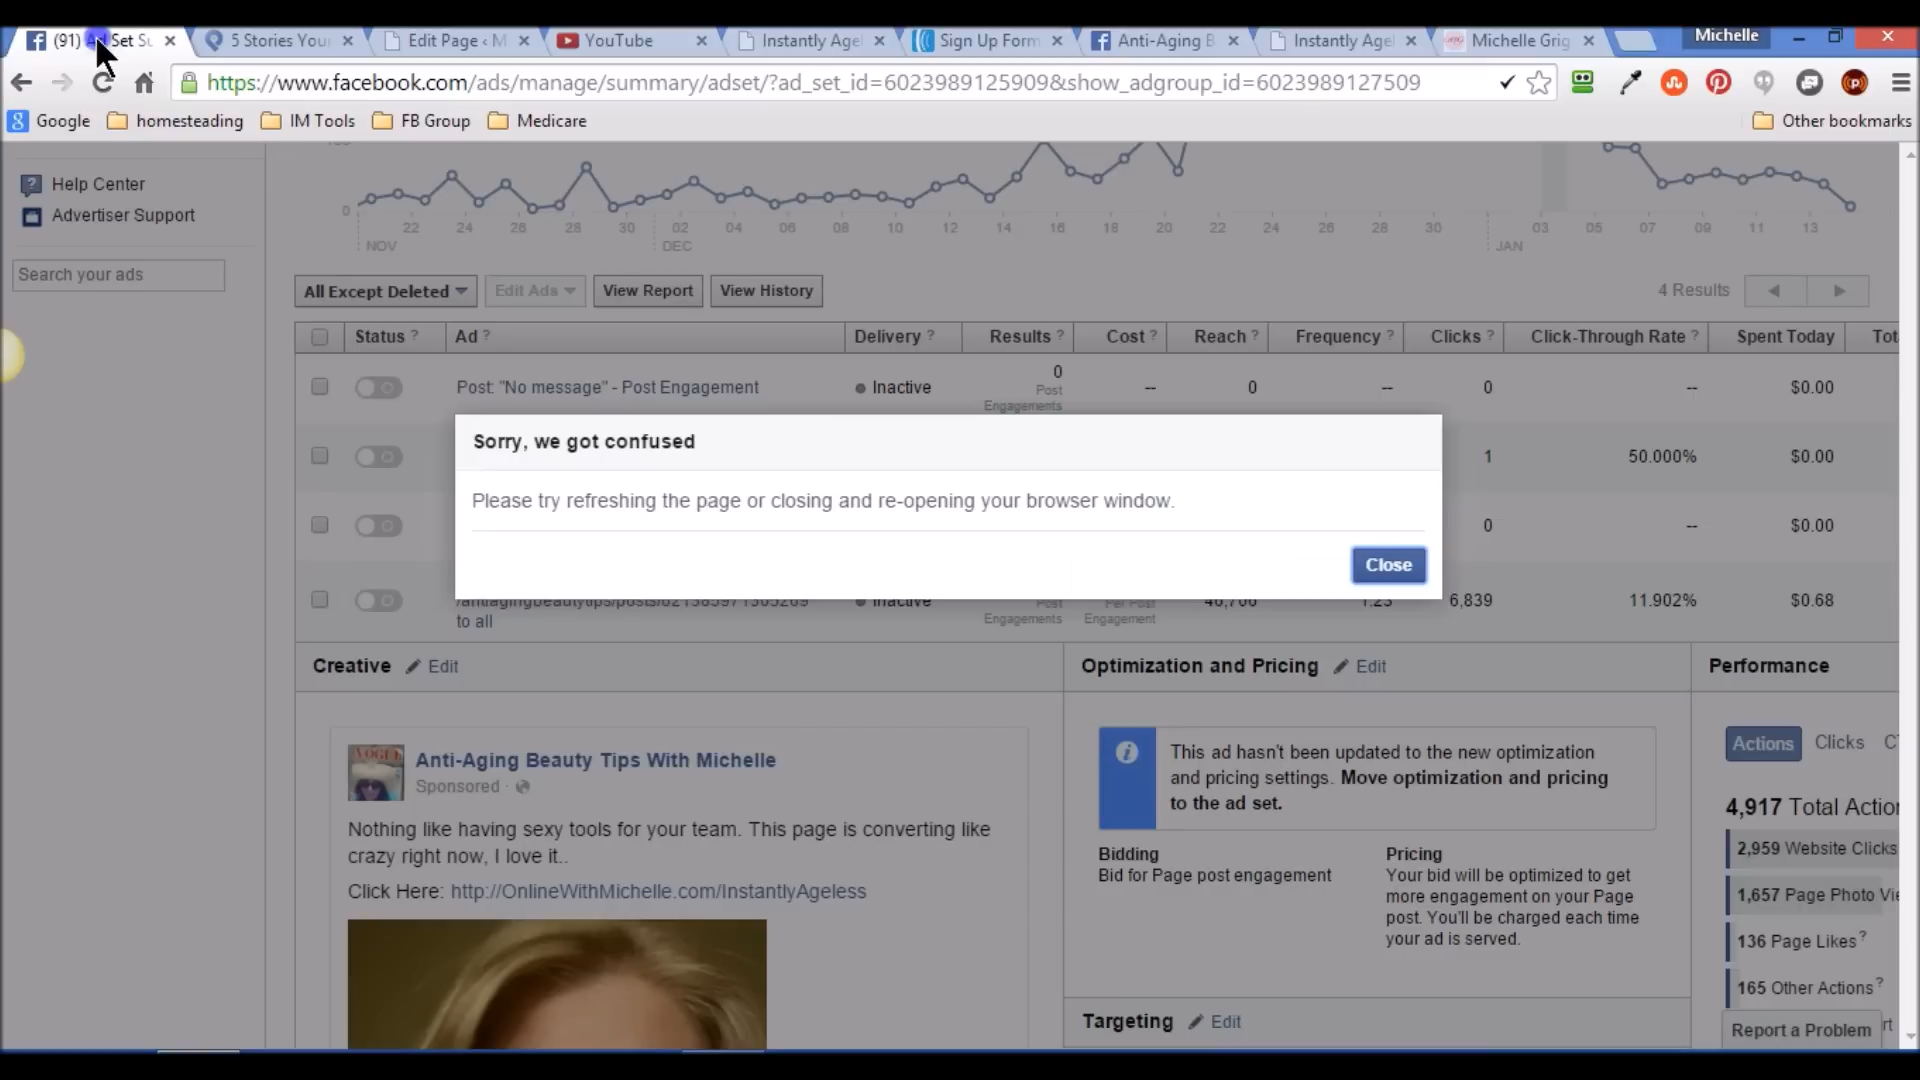 (91) Ad Set Su
5 Stories Your
Edit Page ‹ M
YouTube
Instantly Agel
Sign Up Form
Anti-Aging B
Instantly Agel
Michelle Grig
Michelle
https://www.facebook.com/ads/manage/summary/adset/?ad_set_id=6023989125909&show_adgroup_id=6023989127509
Google homesteading IM Tools FB Group Medicare Other bookmarks
Help Center
Advertiser Support
Search your ads
0
22 24 26 28 30 02 04 06 08 10 12 14 16 18 20 22 24 26 28 30 03 05 07 09 11 13
NOV DEC JAN
All Except Deleted Edit Ads View Report View History 4 Results
Status ? Ad ? Delivery ? Results ? Cost ? Reach ? Frequency ? Clicks ? Click-Through Rate ? Spent Today Tot
Post: "No message" - Post Engagement Inactive 0 -- 0 -- 0 -- $0.00
Post
Engagements
Sorry, we got confused
Please try refreshing the page or closing and re-opening your browser window.
Close
1 50.000% $0.00
0 -- $0.00
Inactive 1.23 6,839 11.902% $0.68
to all
Post
Engagements
Per Post
Engagement
Creative Edit
Optimization and Pricing Edit
Performance
Anti-Aging Beauty Tips With Michelle
Sponsored ·
Nothing like having sexy tools for your team. This page is converting like
crazy right now, I love it..
Click Here: http://OnlineWithMichelle.com/InstantlyAgeless
This ad hasn't been updated to the new optimization
and pricing settings. Move optimization and pricing
to the ad set.
Bidding
Bid for Page post engagement
Pricing
Your bid will be optimized to get
more engagement on your Page
post. You'll be charged each time
your ad is served.
Targeting Edit
Actions Clicks C
4,917 Total Action
2,959 Website Clicks
1,657 Page Photo Vie
136 Page Likes ?
165 Other Actions ?
Report a Problem
rt
VOGUE